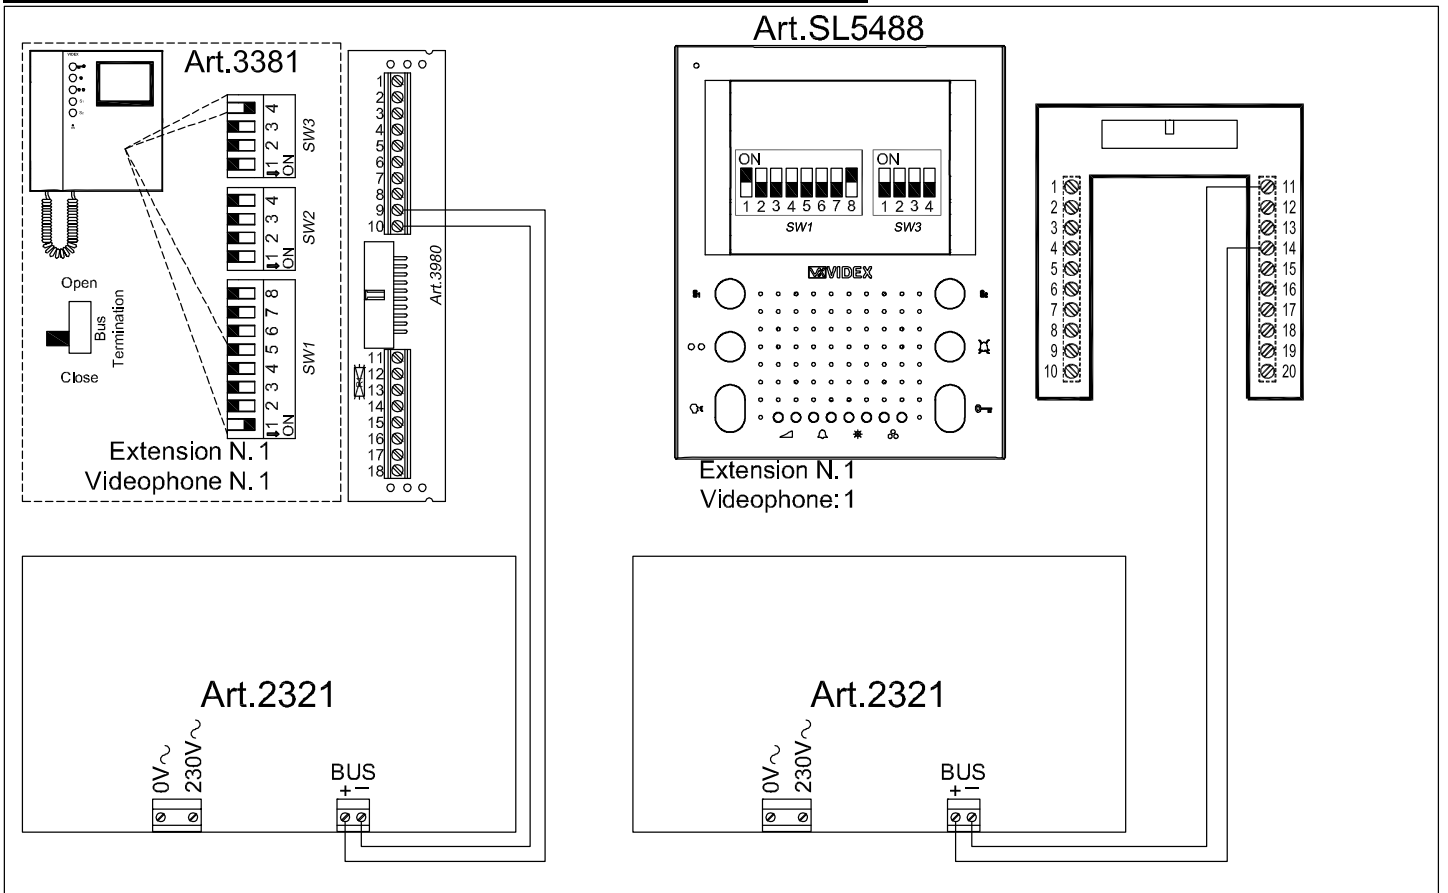 Art.3381
VIDEX
4
3
2
1
ON
SW3
4
3
2
1
ON
SW2
8
7
6
5
4
3
2
1
ON
SW1
Open
Bus
Termination
Close
Extension N. 1
Videophone N. 1
1
2
3
4
5
6
7
8
9
10
Art.3980
11
12
13
14
15
16
17
18
Art.2321
0V~
230V~
BUS
+ −
Art.SL5488
ON
1 2 3 4 5 6 7 8
SW1
ON
1 2 3 4
SW3
VIDEX
Extension N. 1
Videophone: 1
1
2
3
4
5
6
7
8
9
10
11
12
13
14
15
16
17
18
19
20
Art.2321
0V~
230V~
BUS
+ −